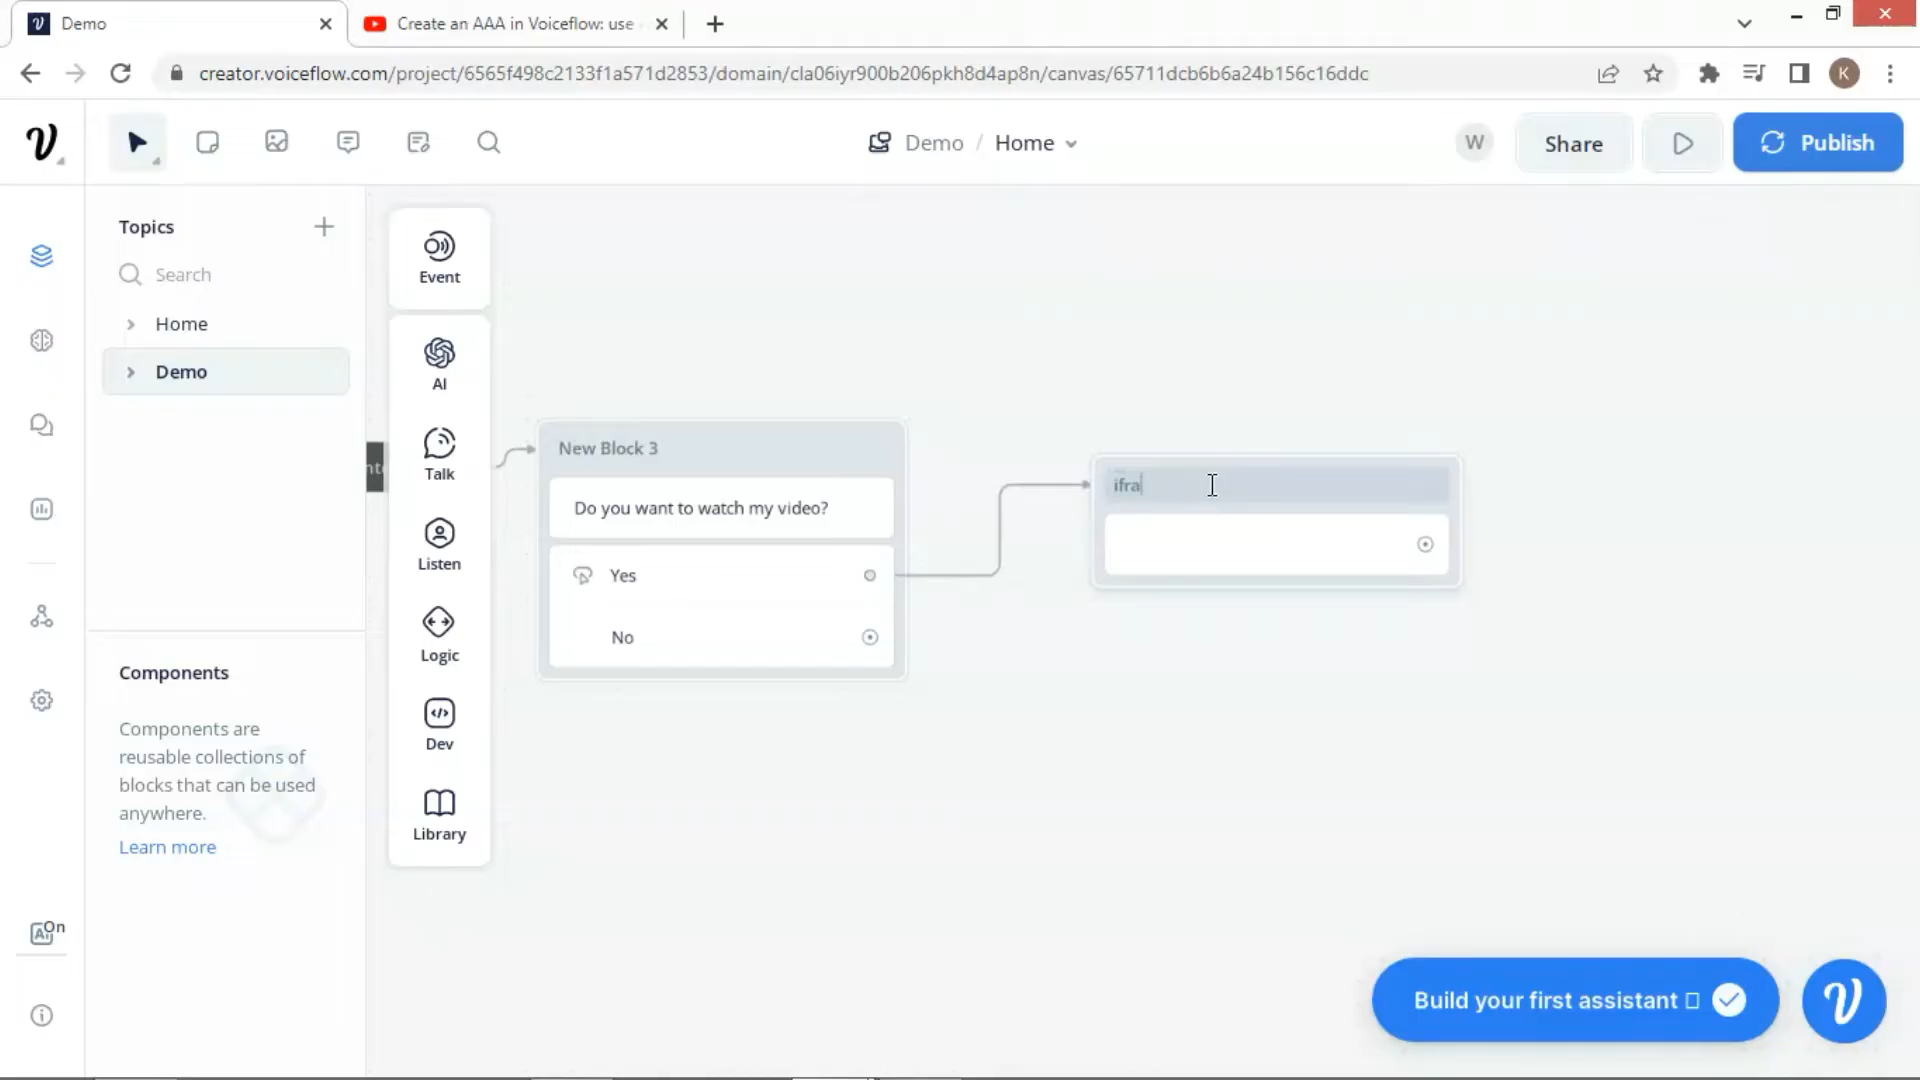 Demo
Create an AAA in Voiceflow: use
creator.voiceflow.com/project/6565f498c2133f1a571d2853/domain/cla06iyr900b206pkh8d4ap8n/canvas/65711dcb6b6a24b156c16ddc
K
Demo / Home
W
Share
Publish
Topics
Search
Home
Demo
Event
AI
Talk
Listen
Logic
Dev
Library
New Block 3
Do you want to watch my video?
Yes
No
ifra
Components
Components are
reusable collections of
blocks that can be used
anywhere.
Learn more
On
Build your first assistant